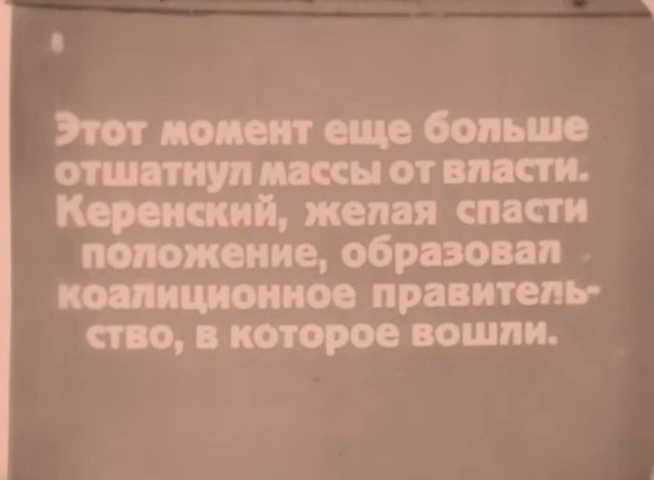 Этот момент еще больше
отшатнул массы от власти.
Керенский, желая спасти
положение, образовал
коалиционное правитель-
ство, в которое вошли.